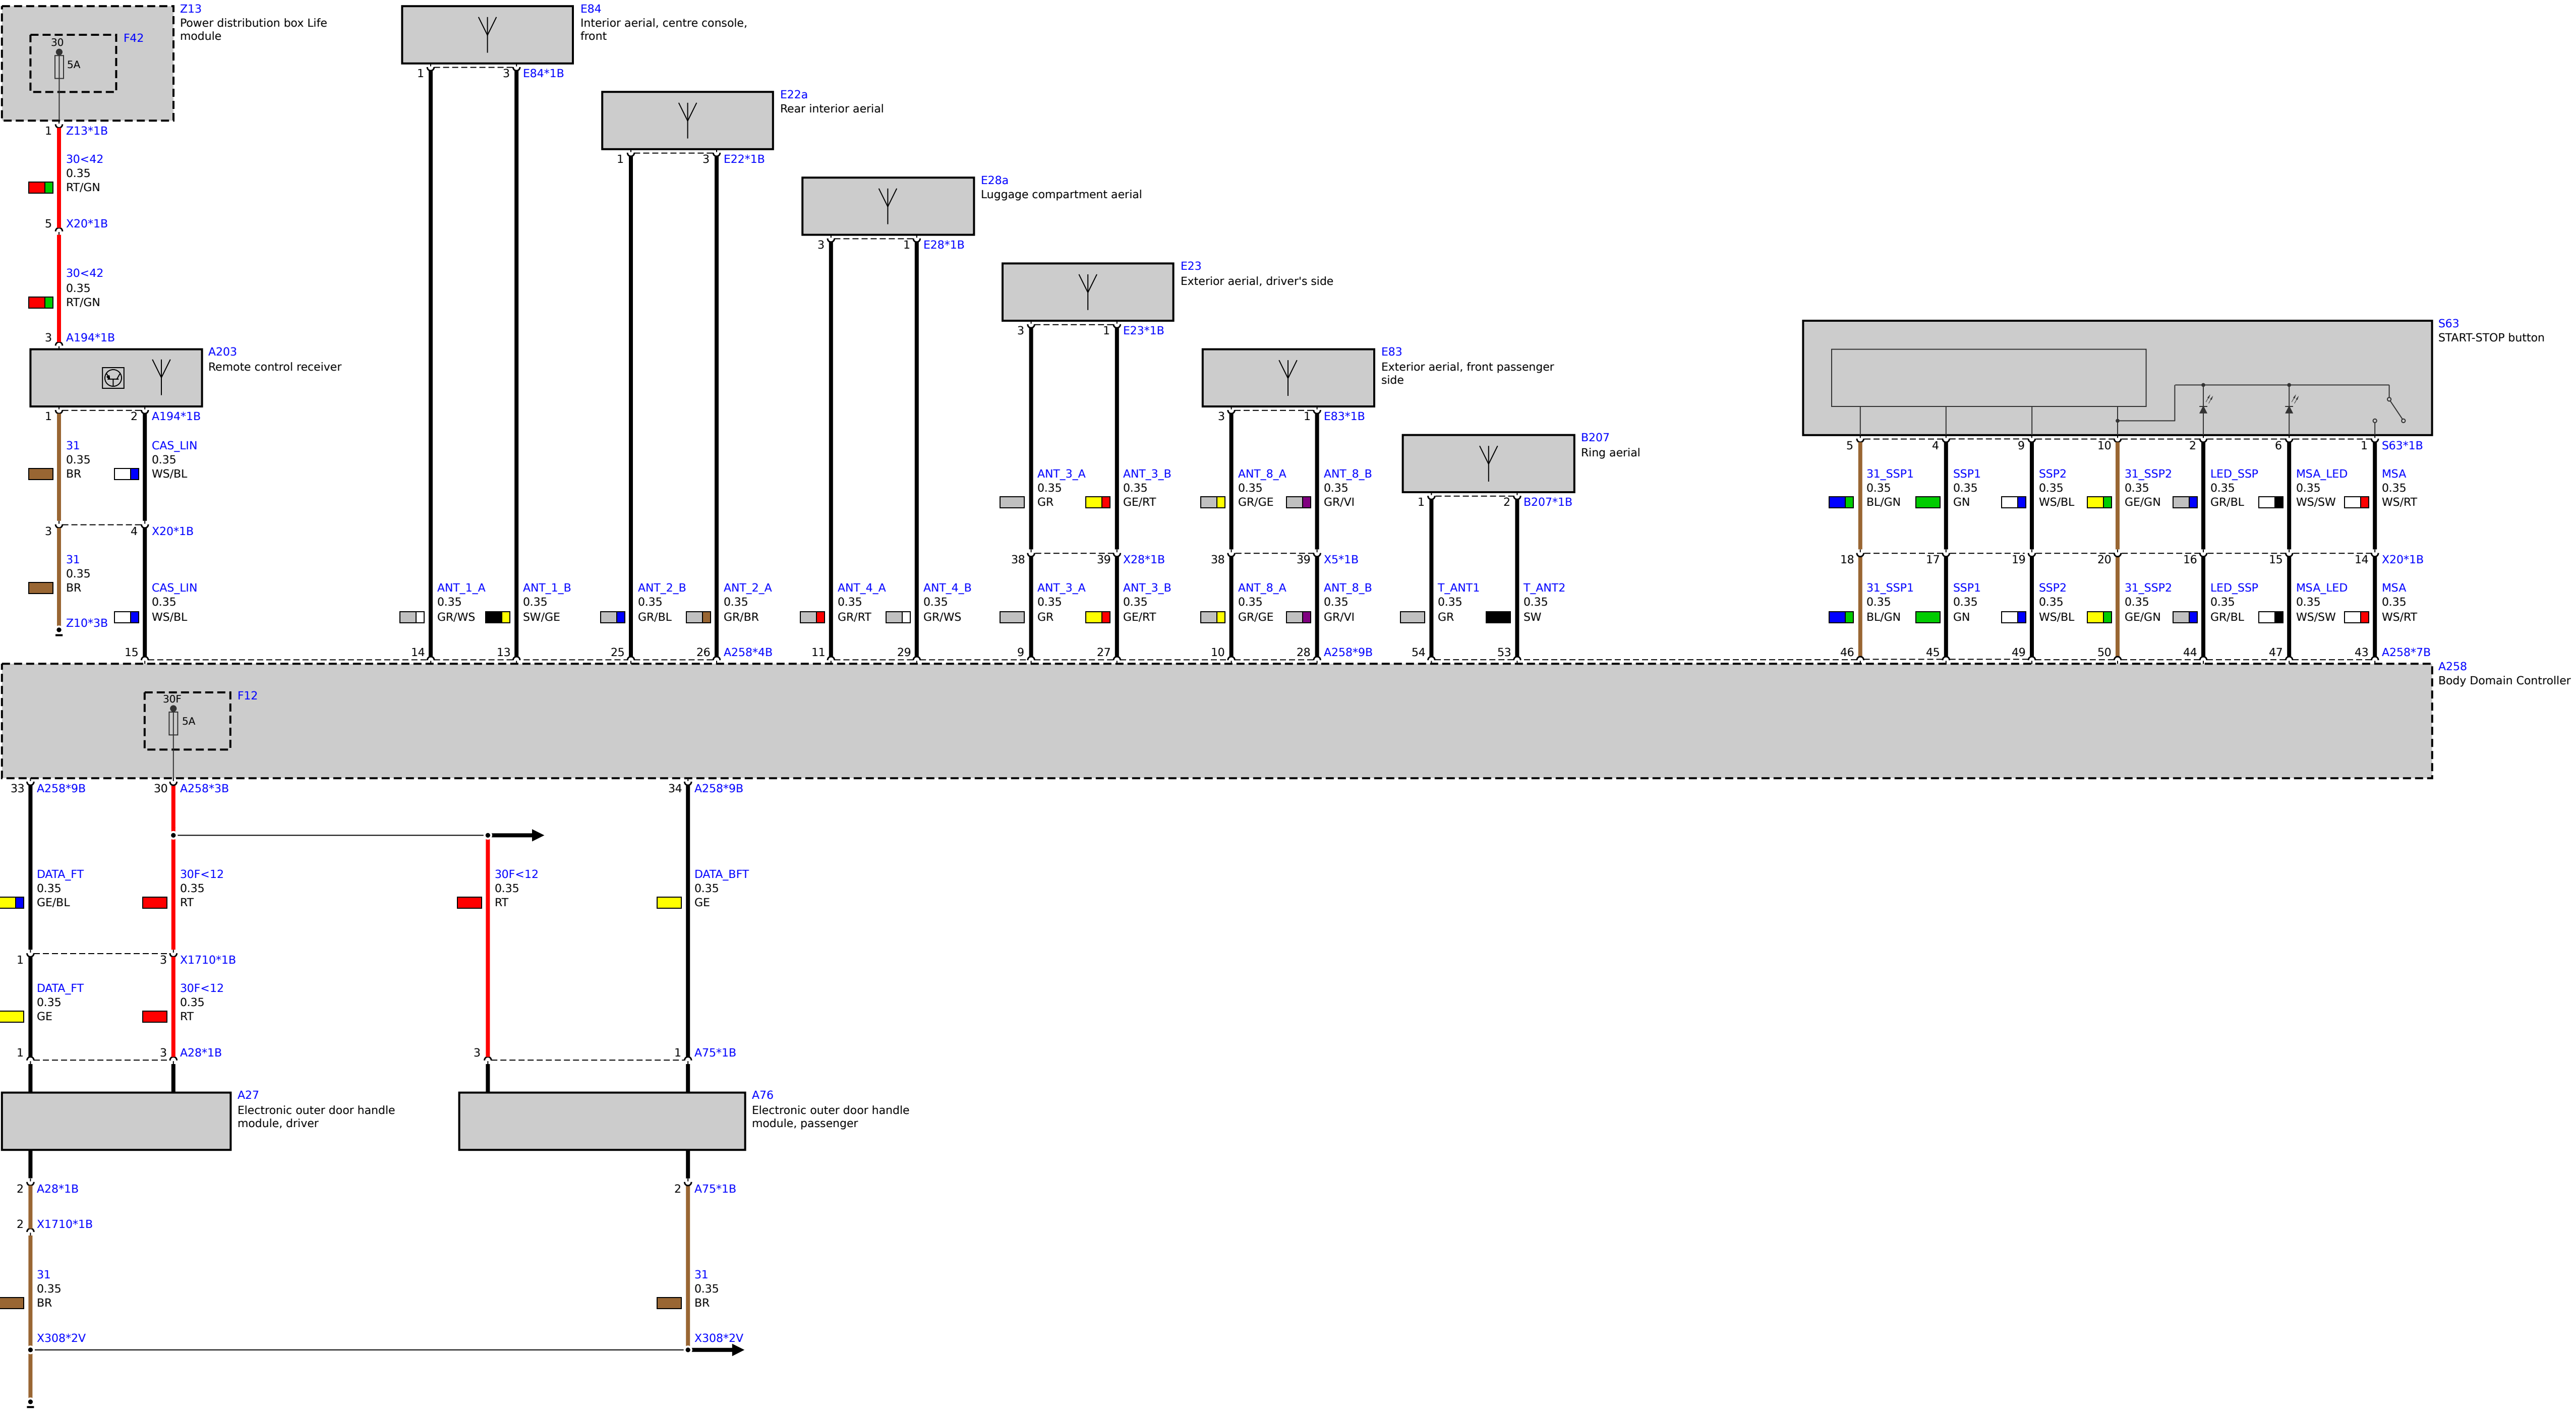 Z13
Power distribution box Life
module
F42
30
5A
1 Z13*1B
30<42
0.35
RT/GN
5 X20*1B
30<42
0.35
RT/GN
3 A194*1B
A203
Remote control receiver
1 2 A194*1B
31
0.35
BR
CAS_LIN
0.35
WS/BL
3 4 X20*1B
31
0.35
BR
CAS_LIN
0.35
WS/BL
Z10*3B
15
E84
Interior aerial, centre console,
front
1 3 E84*1B
ANT_1_A
0.35
GR/WS
ANT_1_B
0.35
SW/GE
14 13
E22a
Rear interior aerial
1 3 E22*1B
ANT_2_B
0.35
GR/BL
ANT_2_A
0.35
GR/BR
25 26 A258*4B
E28a
Luggage compartment aerial
3 1 E28*1B
ANT_4_A
0.35
GR/RT
ANT_4_B
0.35
GR/WS
11 29
E23
Exterior aerial, driver's side
3 1 E23*1B
ANT_3_A
0.35
GR
ANT_3_B
0.35
GE/RT
38 39 X28*1B
ANT_3_A
0.35
GR
ANT_3_B
0.35
GE/RT
9 27
E83
Exterior aerial, front passenger
side
3 1 E83*1B
ANT_8_A
0.35
GR/GE
ANT_8_B
0.35
GR/VI
38 39 X5*1B
ANT_8_A
0.35
GR/GE
ANT_8_B
0.35
GR/VI
10 28 A258*9B
B207
Ring aerial
1 2 B207*1B
T_ANT1
0.35
GR
T_ANT2
0.35
SW
54 53
S63
START-STOP button
5 4 9 10 2 6 1 S63*1B
31_SSP1
0.35
BL/GN
SSP1
0.35
GN
SSP2
0.35
WS/BL
31_SSP2
0.35
GE/GN
LED_SSP
0.35
GR/BL
MSA_LED
0.35
WS/SW
MSA
0.35
WS/RT
18 17 19 20 16 15 14 X20*1B
31_SSP1
0.35
BL/GN
SSP1
0.35
GN
SSP2
0.35
WS/BL
31_SSP2
0.35
GE/GN
LED_SSP
0.35
GR/BL
MSA_LED
0.35
WS/SW
MSA
0.35
WS/RT
46 45 49 50 44 47 43 A258*7B
A258
Body Domain Controller
F12
30F
5A
33 A258*9B
30 A258*3B
34 A258*9B
DATA_FT
0.35
GE/BL
30F<12
0.35
RT
30F<12
0.35
RT
DATA_BFT
0.35
GE
1 3 X1710*1B
DATA_FT
0.35
GE
30F<12
0.35
RT
1 3 A28*1B
3 1 A75*1B
A27
Electronic outer door handle
module, driver
A76
Electronic outer door handle
module, passenger
2 A28*1B
2 A75*1B
2 X1710*1B
31
0.35
BR
31
0.35
BR
X308*2V
X308*2V